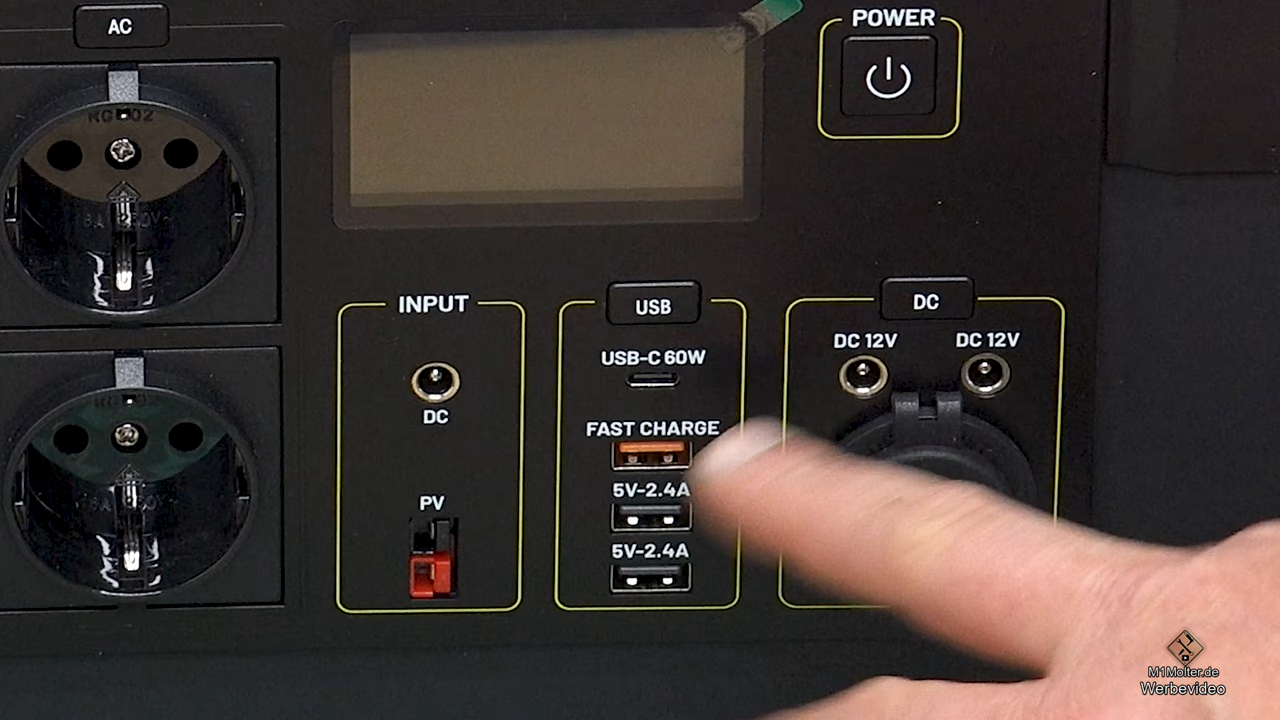 AC
POWER
INPUT
USB
DC
USB-C 60W
DC 12V
DC 12V
DC
FAST CHARGE
5V-2.4A
PV
5V-2.4A
M1Molter.de
Werbevideo